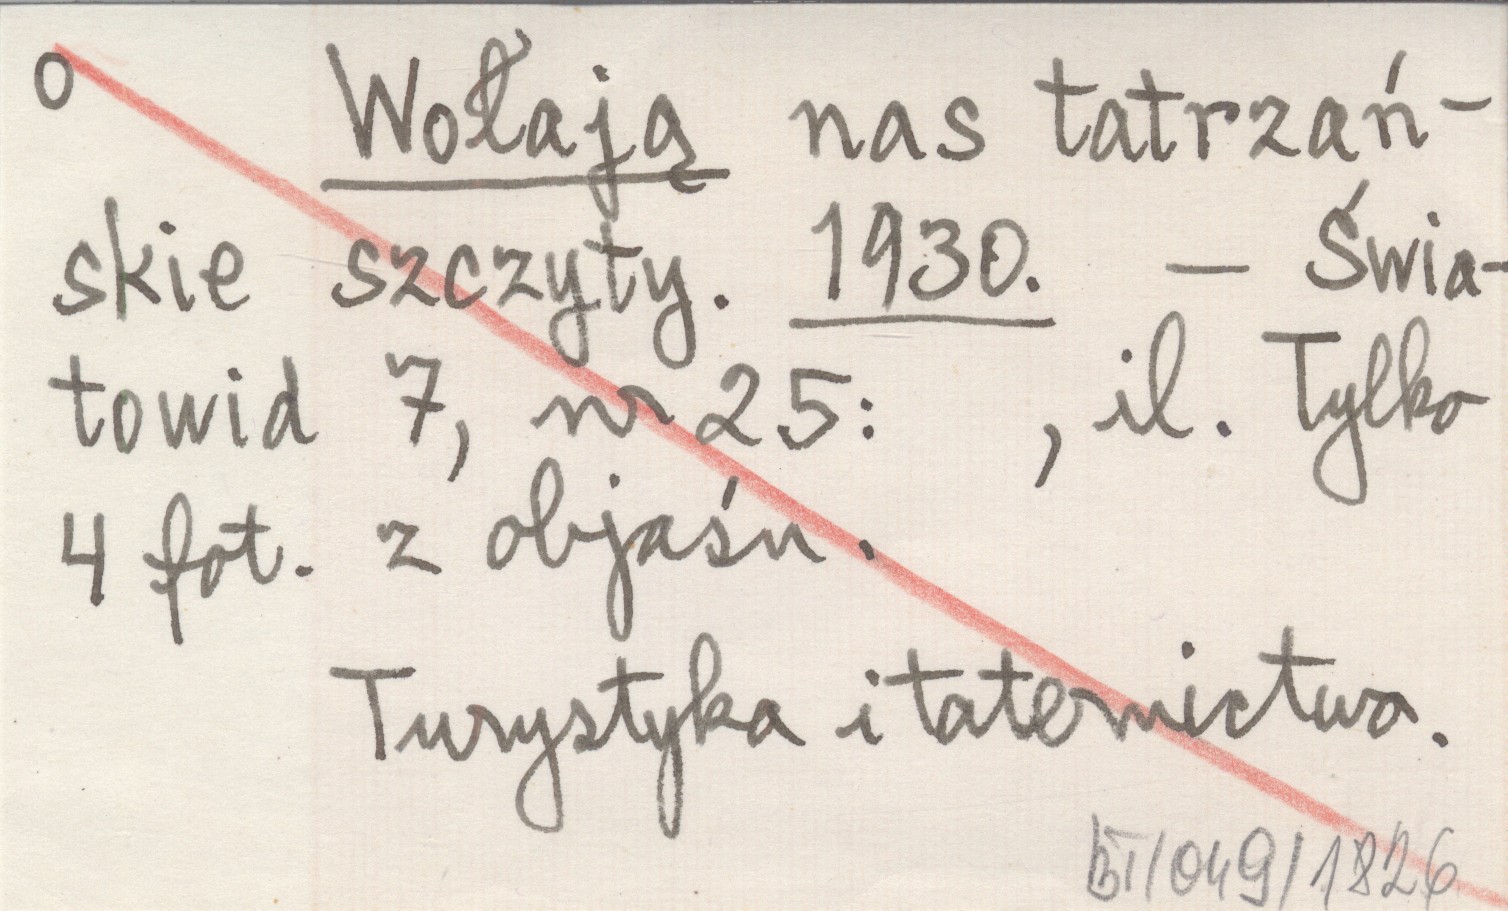 o Wołają nas tatrzań-
skie szczyty. 1930. — Świa-
towid 7, nr 25: , il. Tylko
4 fot. z objaśn.
Turystyka i taternictwo.
BI/049/1826